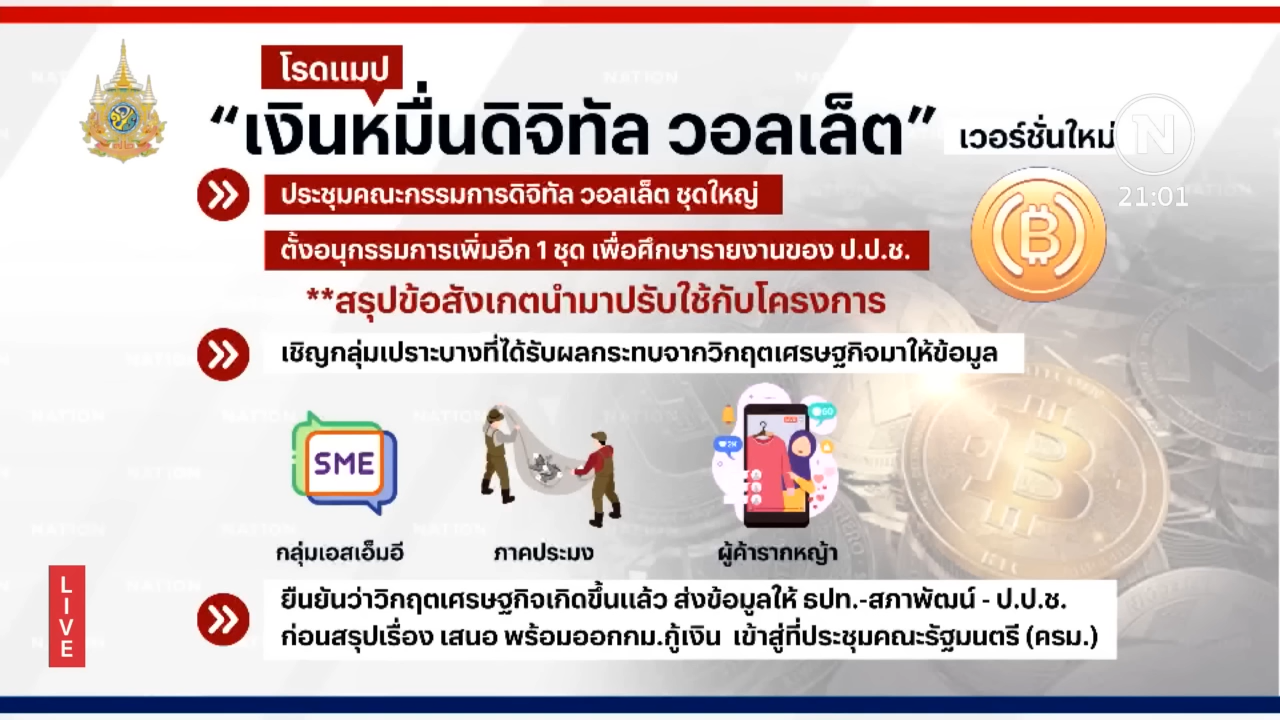 โรดแมป
“เงินหมื่นดิจิทัล วอลเล็ต” เวอร์ชั่นใหม่
N
21:01
ประชุมคณะกรรมการดิจิทัล วอลเล็ต ชุดใหญ่
ตั้งอนุกรรมการเพิ่มอีก 1 ชุด เพื่อศึกษารายงานของ ป.ป.ช.
**สรุปข้อสังเกตนำมาปรับใช้กับโครงการ
เชิญกลุ่มเปราะบางที่ได้รับผลกระทบจากวิกฤตเศรษฐกิจมาให้ข้อมูล
SME
กลุ่มเอสเอ็มอี
ภาคประมง
ผู้ค้ารากหญ้า
ยืนยันว่าวิกฤตเศรษฐกิจเกิดขึ้นแล้ว ส่งข้อมูลให้ ธปท.-สภาพัฒน์ - ป.ป.ช.
ก่อนสรุปเรื่อง เสนอ พร้อมออกกม.กู้เงิน เข้าสู่ที่ประชุมคณะรัฐมนตรี (ครม.)
LIVE